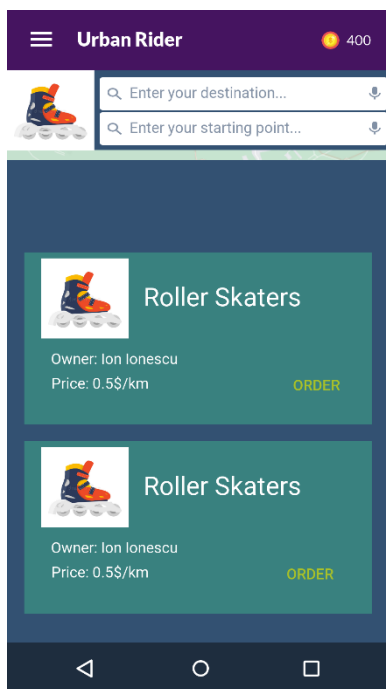 Urban Rider
400
Enter your destination...
Enter your starting point...
Roller Skaters
Owner: Ion Ionescu
Price: 0.5$/km
ORDER
Roller Skaters
Owner: Ion Ionescu
Price: 0.5$/km
ORDER